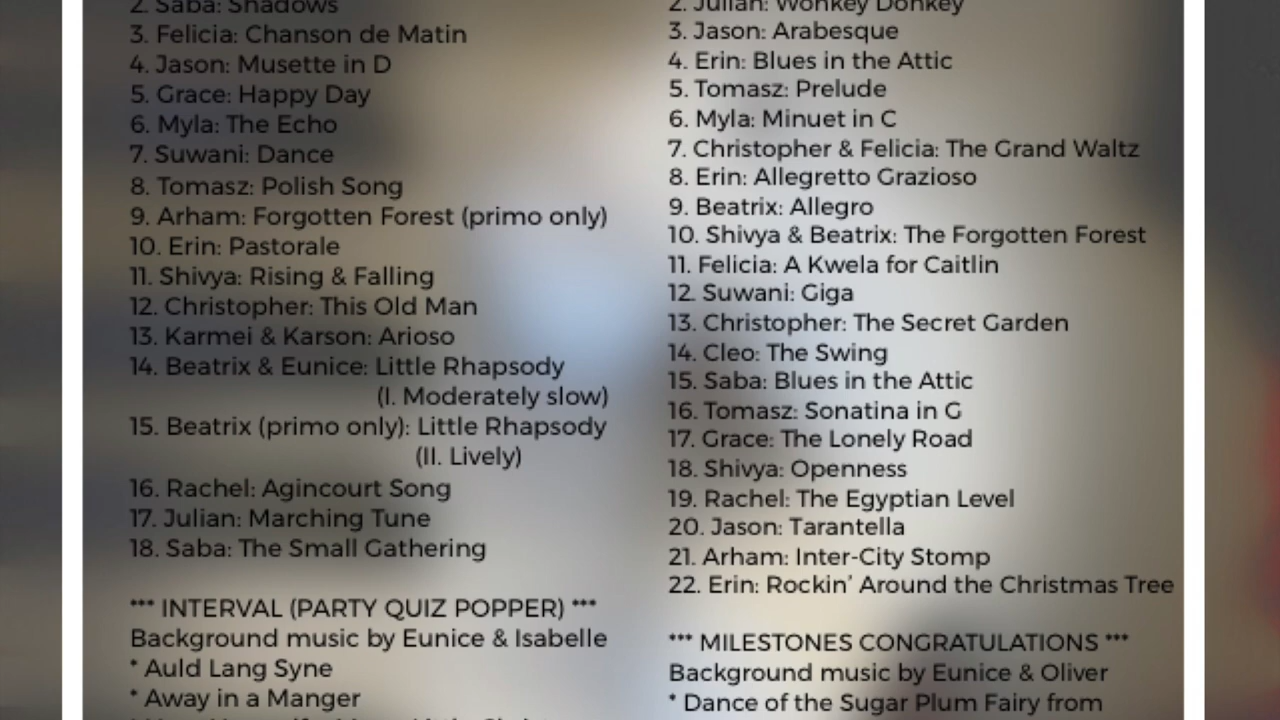 2. Saba: Shadows
3. Felicia: Chanson de Matin
4. Jason: Musette in D
5. Grace: Happy Day
6. Myla: The Echo
7. Suwani: Dance
8. Tomasz: Polish Song
9. Arham: Forgotten Forest (primo only)
10. Erin: Pastorale
11. Shivya: Rising & Falling
12. Christopher: This Old Man
13. Karmei & Karson: Arioso
14. Beatrix & Eunice: Little Rhapsody
(I. Moderately slow)
15. Beatrix (primo only): Little Rhapsody
(II. Lively)
16. Rachel: Agincourt Song
17. Julian: Marching Tune
18. Saba: The Small Gathering
*** INTERVAL (PARTY QUIZ POPPER) ***
Background music by Eunice & Isabelle
* Auld Lang Syne
* Away in a Manger
2. Julian: Wonkey Donkey
3. Jason: Arabesque
4. Erin: Blues in the Attic
5. Tomasz: Prelude
6. Myla: Minuet in C
7. Christopher & Felicia: The Grand Waltz
8. Erin: Allegretto Grazioso
9. Beatrix: Allegro
10. Shivya & Beatrix: The Forgotten Forest
11. Felicia: A Kwela for Caitlin
12. Suwani: Giga
13. Christopher: The Secret Garden
14. Cleo: The Swing
15. Saba: Blues in the Attic
16. Tomasz: Sonatina in G
17. Grace: The Lonely Road
18. Shivya: Openness
19. Rachel: The Egyptian Level
20. Jason: Tarantella
21. Arham: Inter-City Stomp
22. Erin: Rockin' Around the Christmas Tree
*** MILESTONES CONGRATULATIONS ***
Background music by Eunice & Oliver
* Dance of the Sugar Plum Fairy from